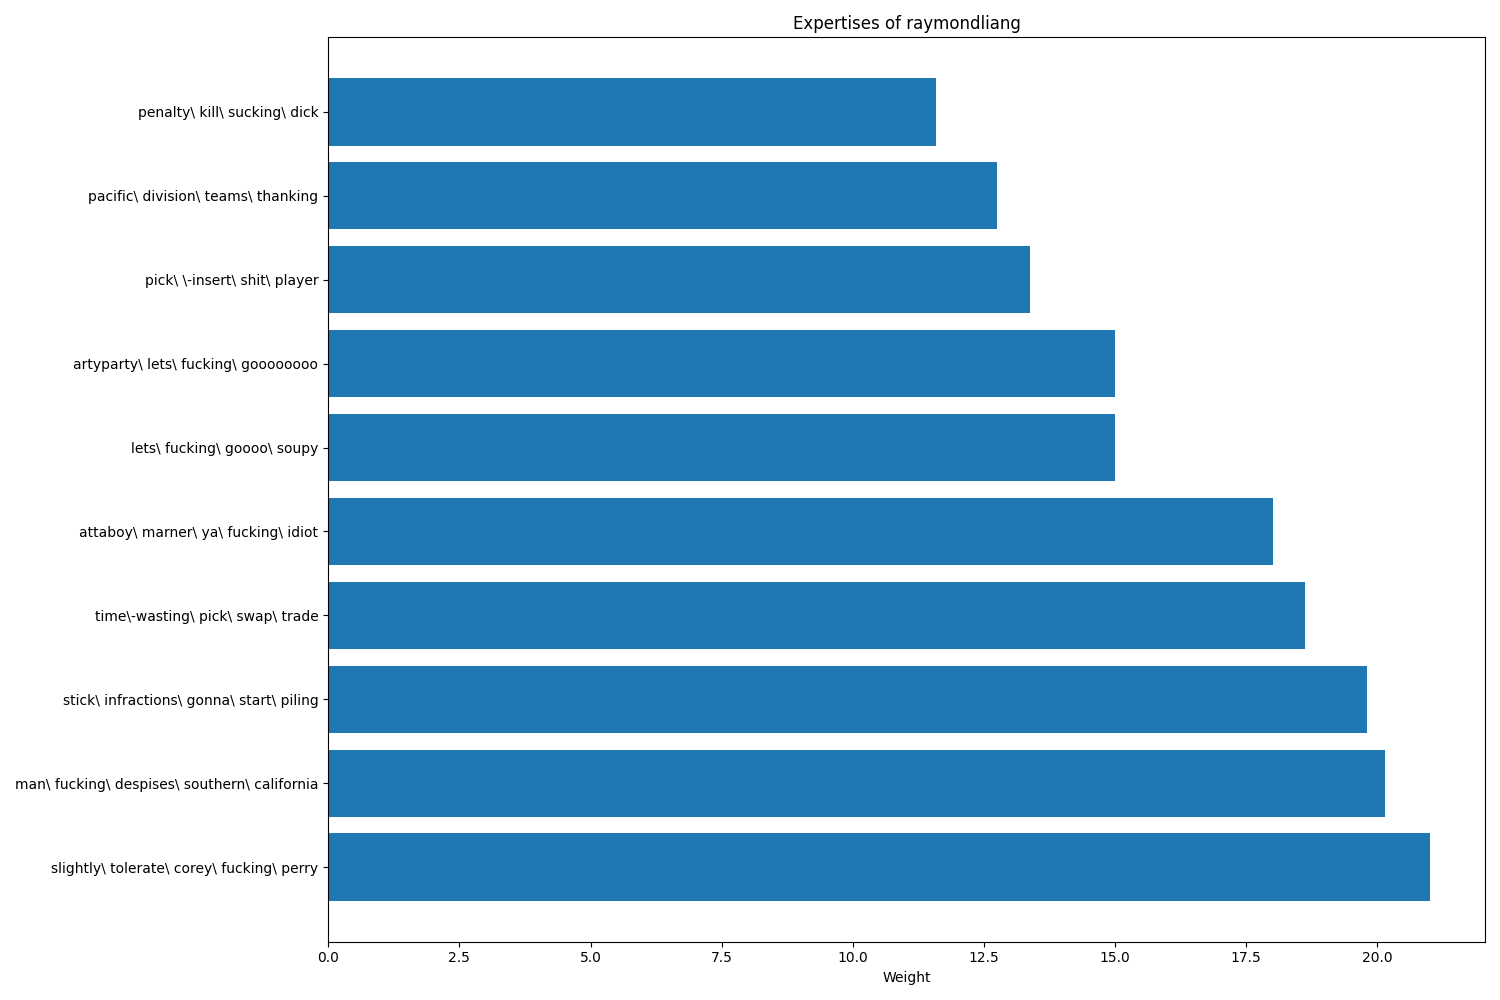 Expertises of raymondliang
penalty\ kill\ sucking\ dick
pacific\ division\ teams\ thanking
pick\ \-insert\ shit\ player
artyparty\ lets\ fucking\ goooooooo
lets\ fucking\ goooo\ soupy
attaboy\ marner\ ya\ fucking\ idiot
time\-wasting\ pick\ swap\ trade
stick\ infractions\ gonna\ start\ piling
man\ fucking\ despises\ southern\ california
slightly\ tolerate\ corey\ fucking\ perry
0.0 2.5 5.0 7.5 10.0 12.5 15.0 17.5 20.0
Weight